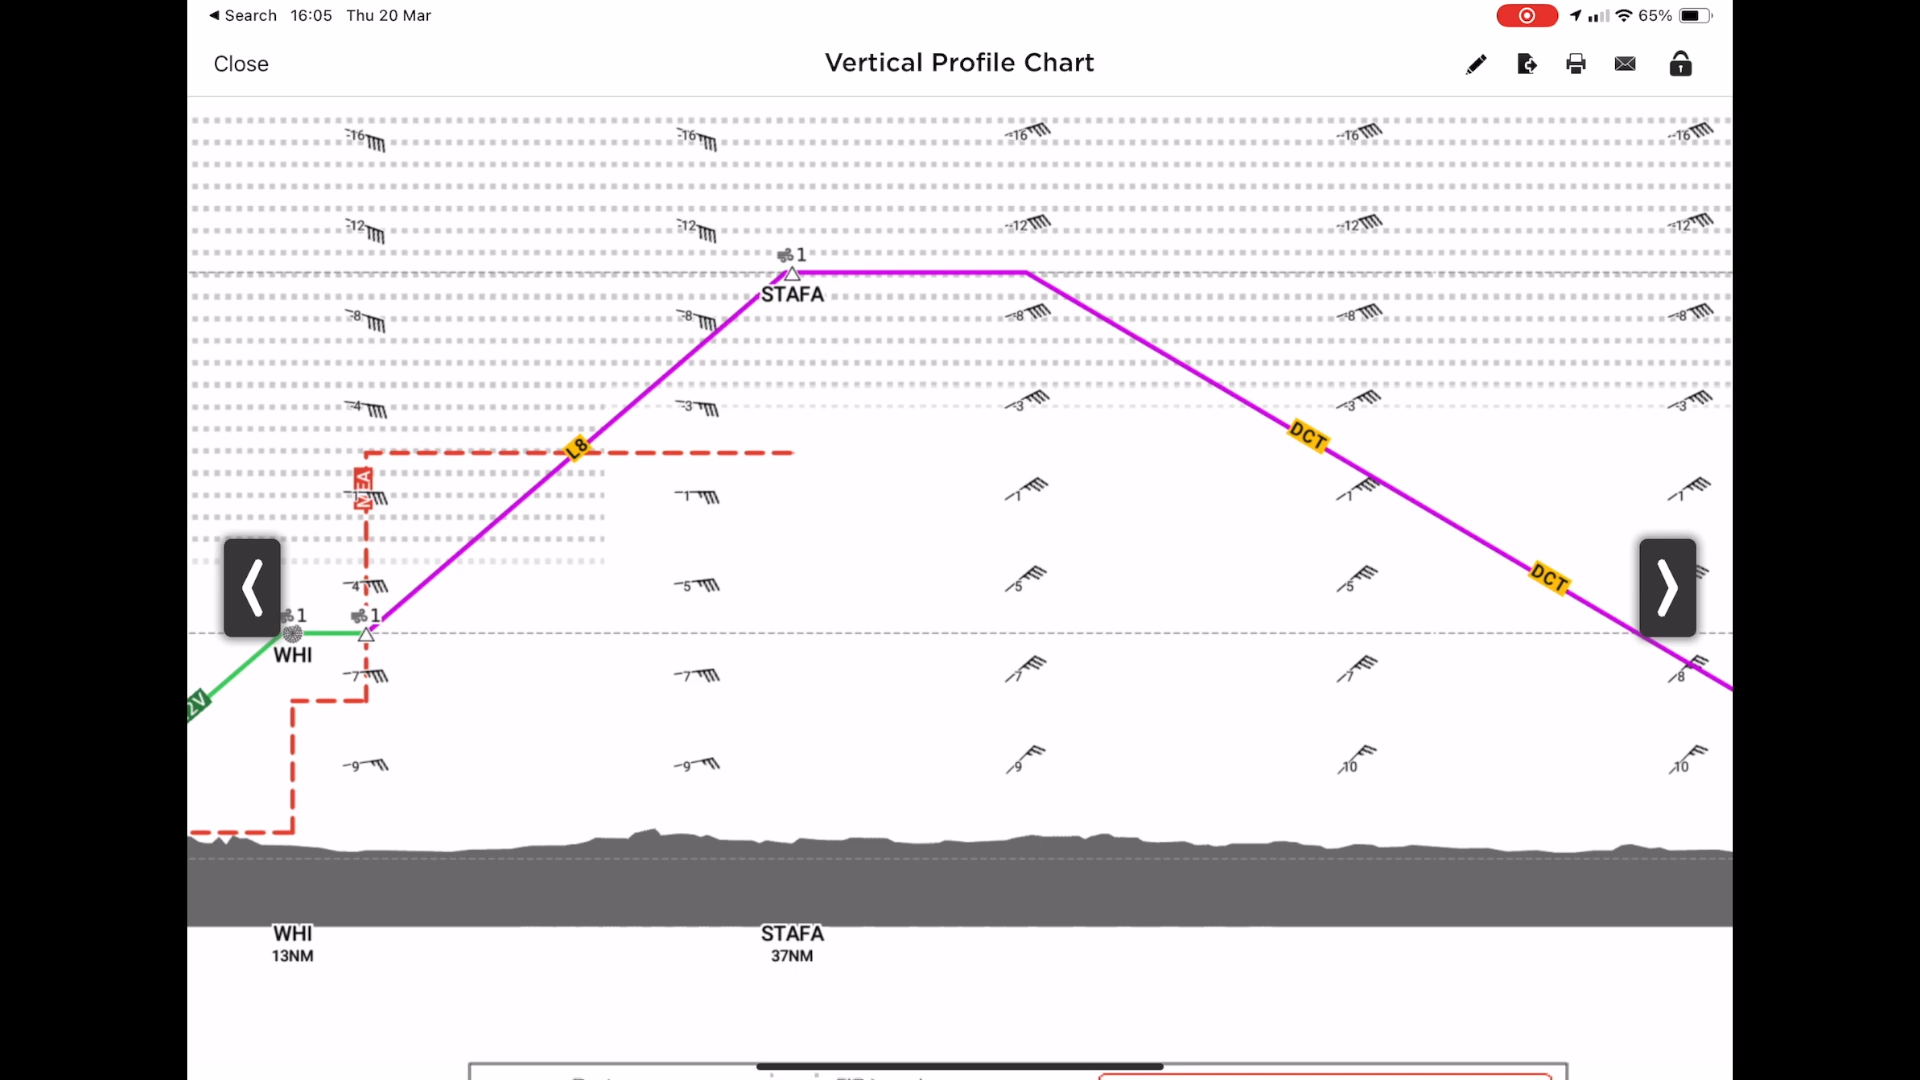 Search 16:05 Thu 20 Mar 65%
Close Vertical Profile Chart
-16 -16 -16 -16 -16
-12 -12 -12 -12 -12
1
STAFA
-8 -8 -8 -8 -8
-4 -3 -3 -3 -3
DCT
L8
MEA
1 1 1 1
4 5 5 5
DCT
1 1
WHI
7 7 7 7 8
2V
9 9 9 10 10
WHI STAFA
13NM 37NM